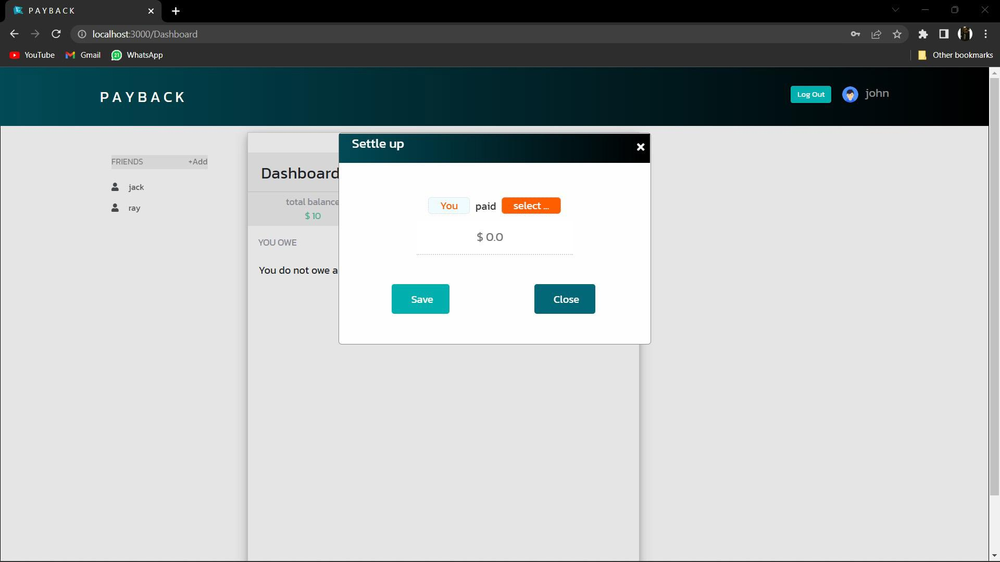 PAYBACK
localhost:3000/Dashboard
YouTube Gmail 21 WhatsApp Other bookmarks
PAYBACK
Log Out john
Settle up
FRIENDS +Add
jack
ray
Dashboard
total balance
$ 10
YOU OWE
You do not owe a
You paid select ...
$ 0.0
Save Close